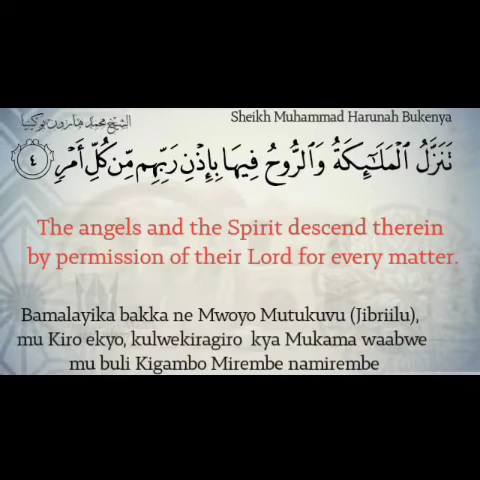 الشيخ محمد هارون بوكينيا
Sheikh Muhammad Harunah Bukenya
تَنَزَّلُ ٱلْمَلَـٰٓئِكَةُ وَٱلرُّوحُ فِيهَا بِإِذْنِ رَبِّهِم مِّن كُلِّ أَمْرٍ ٤
The angels and the Spirit descend therein
by permission of their Lord for every matter.
Bamalayika bakka ne Mwoyo Mutukuvu (Jibriilu),
mu Kiro ekyo, kulwekiragiro kya Mukama waabwe
mu buli Kigambo Mirembe namirembe